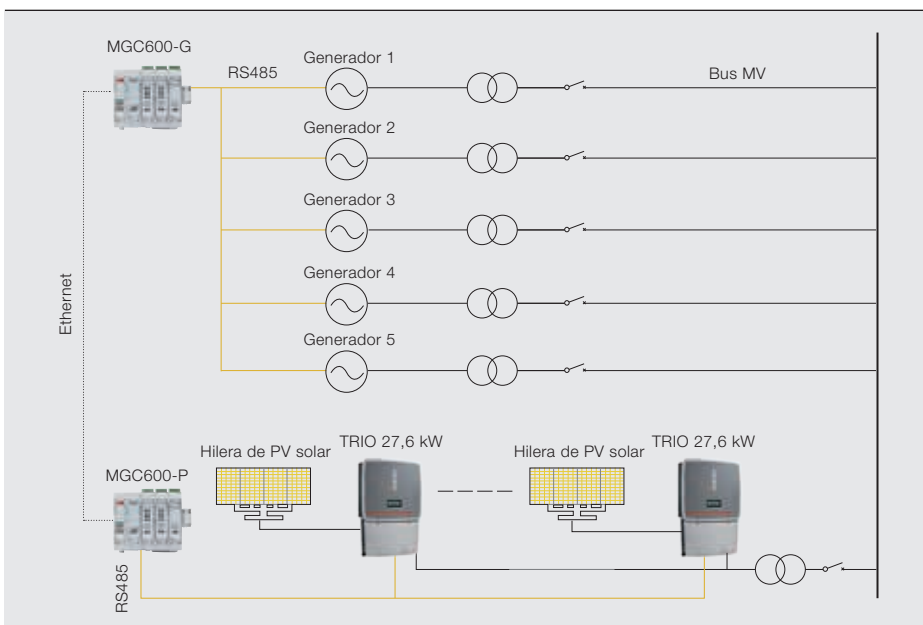 MGC600-G
RS485
Generador 1
Bus MV
Generador 2
Generador 3
Generador 4
Generador 5
Ethernet
MGC600-P
Hilera de PV solar
TRIO 27,6 kW
Hilera de PV solar
TRIO 27,6 kW
RS485